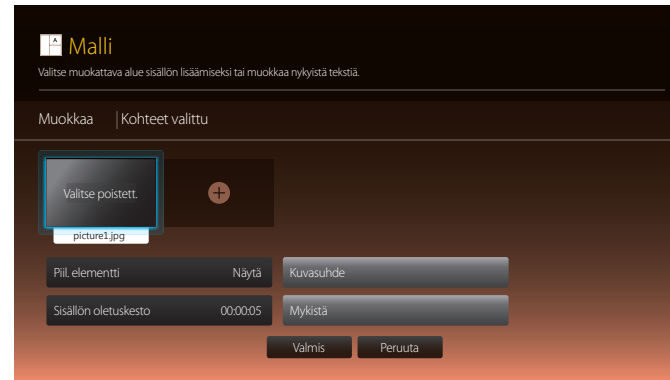 A
Malli
Valitse muokattava alue sisällön lisäämiseksi tai muokkaa nykyistä tekstiä.
Muokkaa | Kohteet valittu
Valitse poistett.
picture1.jpg
Piil. elementti Näytä Kuvasuhde
Sisällön oletuskesto 00:00:05 Mykistä
Valmis Peruuta